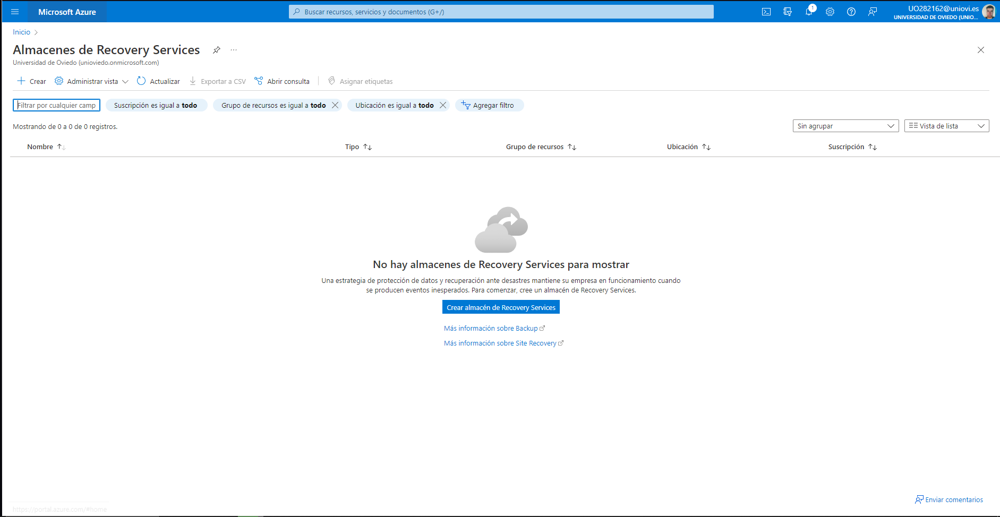 Microsoft Azure
Buscar recursos, servicios y documentos (G+/)
1
UO282162@uniovi.es
UNIVERSIDAD DE OVIEDO (UNIO...
Inicio
Almacenes de Recovery Services
Universidad de Oviedo (unioviedo.onmicrosoft.com)
Crear Administrar vista Actualizar Exportar a CSV Abrir consulta Asignar etiquetas
Filtrar por cualquier camp Suscripción es igual a todo Grupo de recursos es igual a todo Ubicación es igual a todo Agregar filtro
Mostrando de 0 a 0 de 0 registros. Sin agrupar Vista de lista
Nombre Tipo Grupo de recursos Ubicación Suscripción
No hay almacenes de Recovery Services para mostrar
Una estrategia de protección de datos y recuperación ante desastres mantiene su empresa en funcionamiento cuando
se producen eventos inesperados. Para comenzar, cree un almacén de Recovery Services.
Crear almacén de Recovery Services
Más información sobre Backup
Más información sobre Site Recovery
Enviar comentarios
https://portal.azure.com/#home